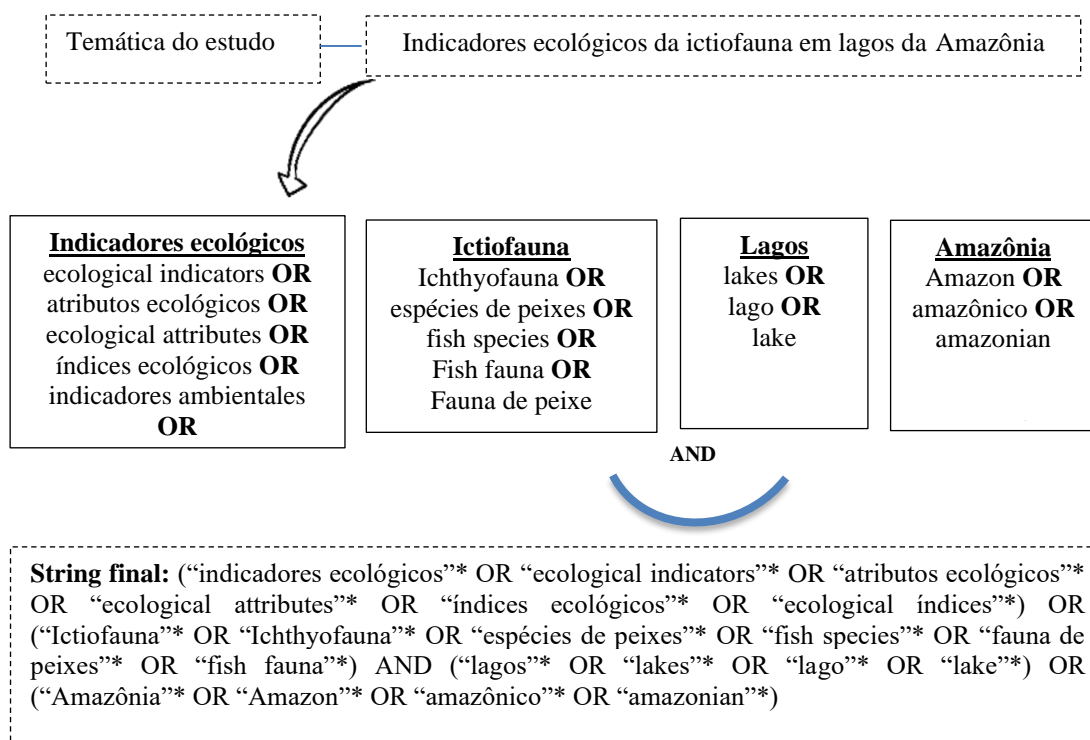 Temática do estudo
Indicadores ecológicos da ictiofauna em lagos da Amazônia
Indicadores ecológicos
ecological indicators OR
atributos ecológicos OR
ecological attributes OR
índices ecológicos OR
indicadores ambientales
OR
Ictiofauna
Ichthyofauna OR
espécies de peixes OR
fish species OR
Fish fauna OR
Fauna de peixe
Lagos
lakes OR
lago OR
lake
Amazônia
Amazon OR
amazônico OR
amazonian
AND
String final: (“indicadores ecológicos”* OR “ecological indicators”* OR “atributos ecológicos”*
OR “ecological attributes”* OR “índices ecológicos”* OR “ecological índices”*) OR
(“Ictiofauna”* OR “Ichthyofauna”* OR “espécies de peixes”* OR “fish species”* OR “fauna de
peixes”* OR “fish fauna”*) AND (“lagos”* OR “lakes”* OR “lago”* OR “lake”*) OR
(“Amazônia”* OR “Amazon”* OR “amazônico”* OR “amazonian”*)